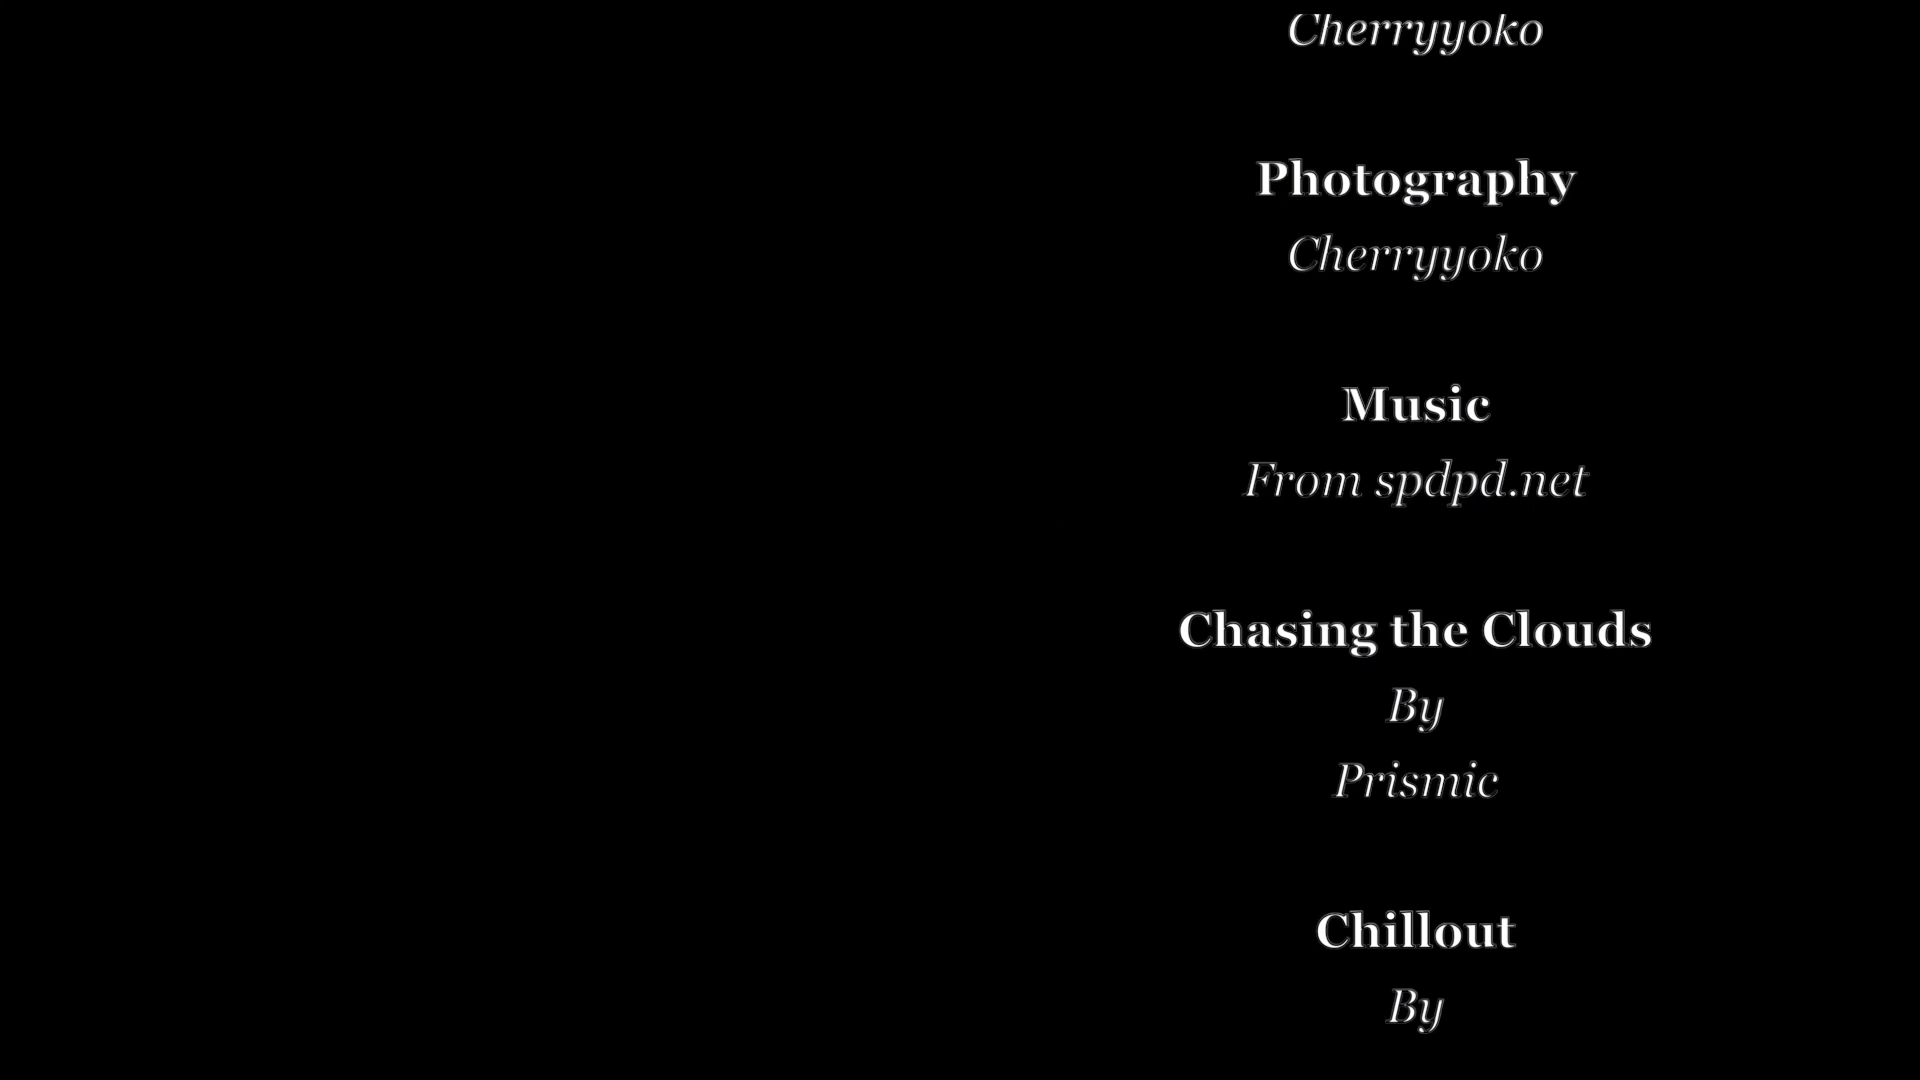 Cherryyoko
Photography
Cherryyoko
Music
From spdpd.net
Chasing the Clouds
By
Prismic
Chillout
By